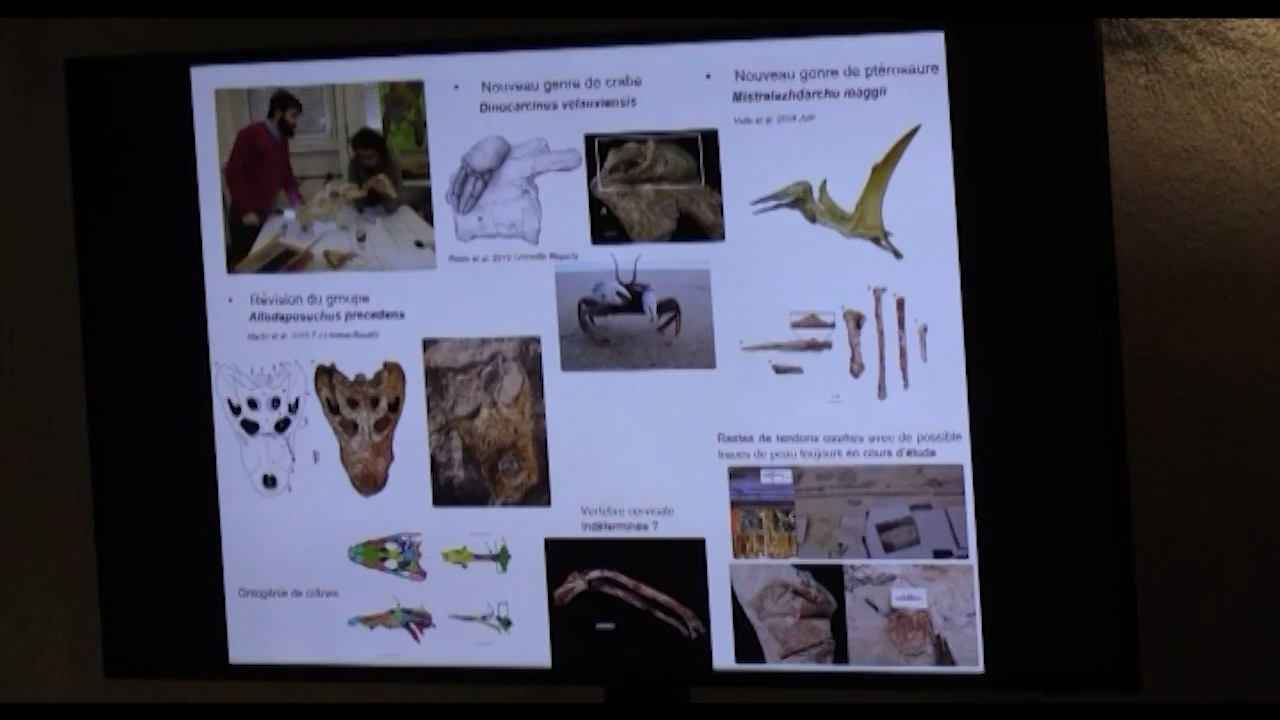 Nouveau genre de crabe
Dinocarcinus velauxiensis
Nouveau genre de ptérosaure
Mistralazhdarcho maggii
Révision du groupe
Allodaposuchus precedens
Restes de tendons ossifiés avec de possible
traces de peau toujours en cours d'étude
Vertèbre cervicale
indéterminée ?
Ontogénie de crânes